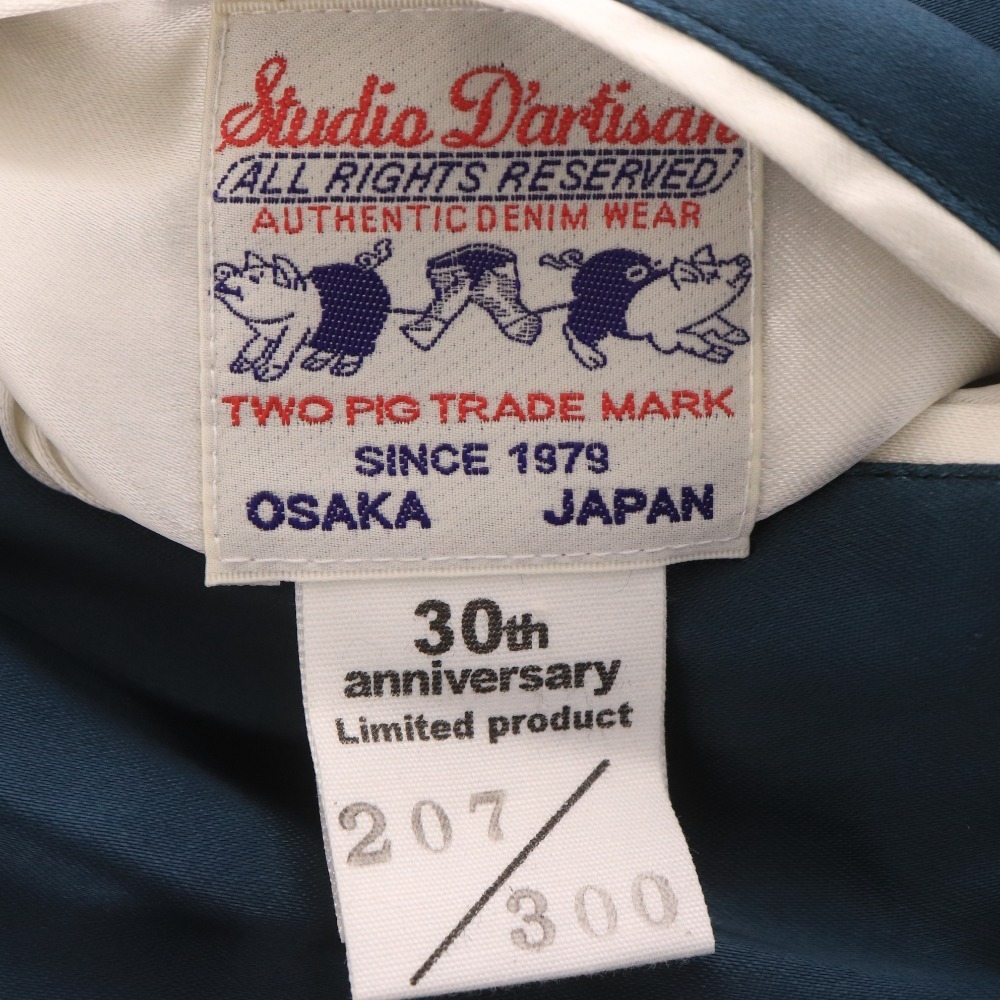 Studio D'artisan
ALL RIGHTS RESERVED
AUTHENTIC DENIM WEAR
TWO PIG TRADE MARK
SINCE 1979
OSAKA JAPAN
30th
anniversary
Limited product
207
/
300